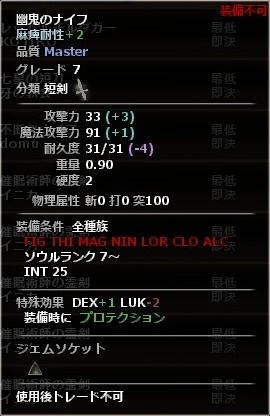 装備不可
幽鬼のナイフ
麻痺耐性+2
品質 Master
グレード 7
分類 短剣
攻撃力 33 (+3)
魔法攻撃力 91 (+1)
耐久度 31/31 (-4)
重量 0.90
硬度 2
物理属性 斬0 打0 突100
装備条件 全種族
FIG THI MAG NIN LOR CLO ALC
ソウルランク 7～
INT 25
特殊効果 DEX+1 LUK-2
装備時に プロテクション
ジェムソケット
使用後トレード不可